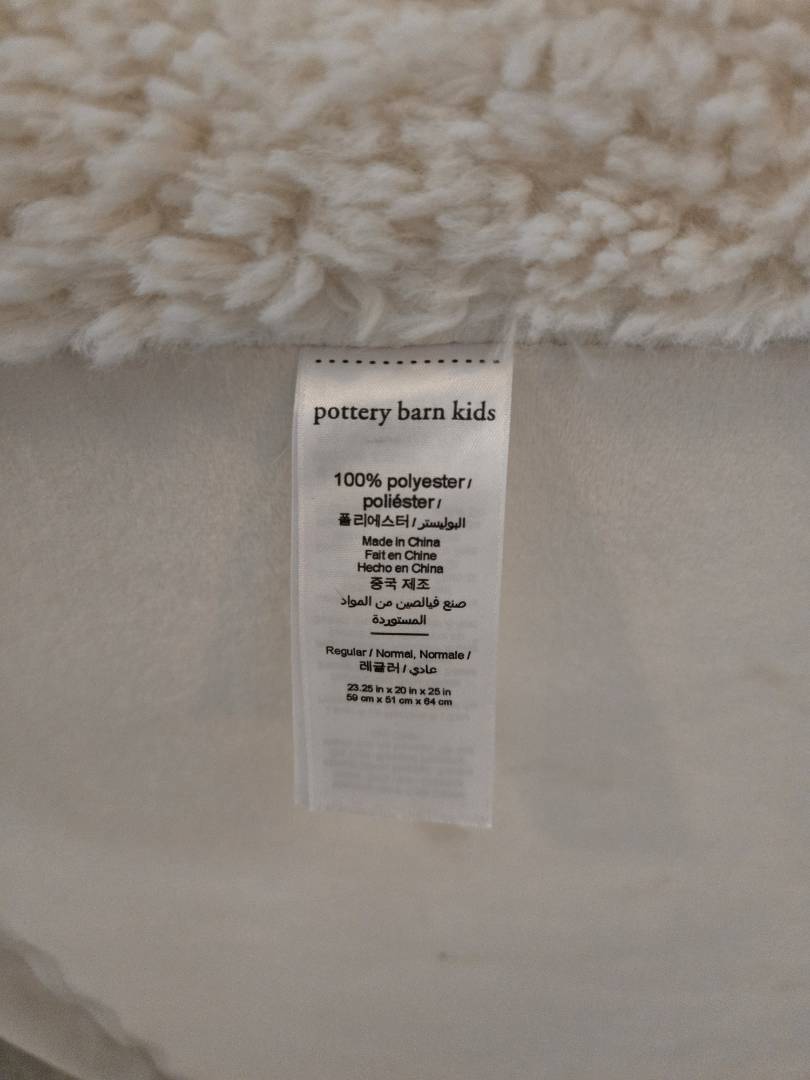 pottery barn kids
100% polyester /
poliéster /
폴리에스터 / البوليستر
Made in China
Fait en Chine
Hecho en China
중국 제조
صنع فيالصين من المواد
المستوردة
Regular / Normal, Normale /
레귤러 / عادي
23.25 in x 20 in x 25 in
59 cm x 51 cm x 64 cm